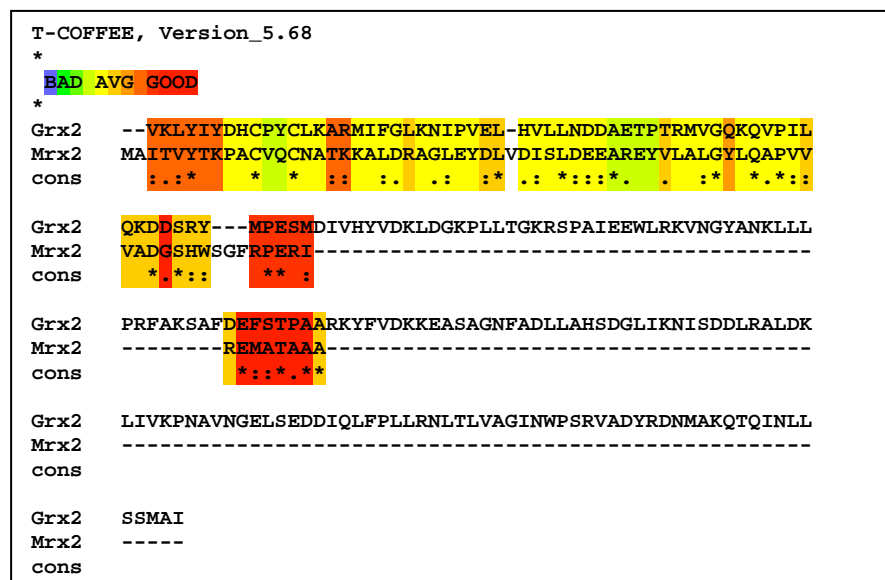 T-COFFEE, Version_5.68
*
BAD AVG GOOD
*
Grx2    --VKLYIYDHCPYCLKARMIFGLKNIPVEL-HVLLNDDAETPTRMVGQKQVPIL
Mrx2    MAITVYTKPACVQCNATKKALDRAGLEYDLVDISLDEEAREYVLALGYLQAPVV
cons      :.:*    *  *  ::  :.  .:  :* .: *:::*.  .  :*  *.*::
Grx2    QKDDSRY---MPESMDIVHYVDKLDGKPLLTGKRSPAIEEWLRKVNGYANKLLL
Mrx2    VADGSHWSGFRPERI---------------------------------------
cons      *.*::    ** :
Grx2    PRFAKSAFDEFSTPAARKYFVDKKEASAGNFADLLAHSDGLIKNISDDLRALDK
Mrx2    --------REMATAAA--------------------------------------
cons             *::*.**
Grx2    LIVKPNAVNGELSEDDIQLFPLLRNLTLVAGINWPSRVADYRDNMAKQTQINLL
Mrx2    ------------------------------------------------------
cons
Grx2    SSMAI
Mrx2    -----
cons